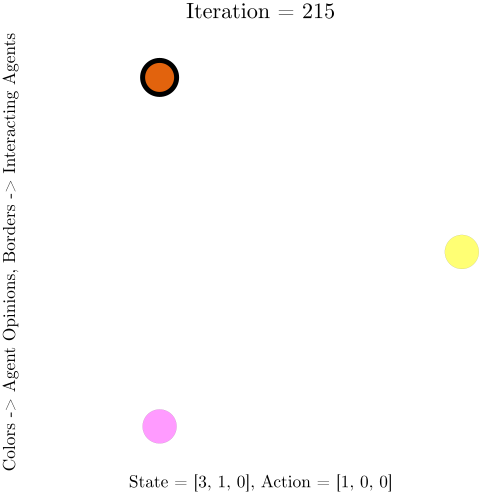 Iteration = 215
Colors -> Agent Opinions, Borders -> Interacting Agents
State = [3, 1, 0], Action = [1, 0, 0]